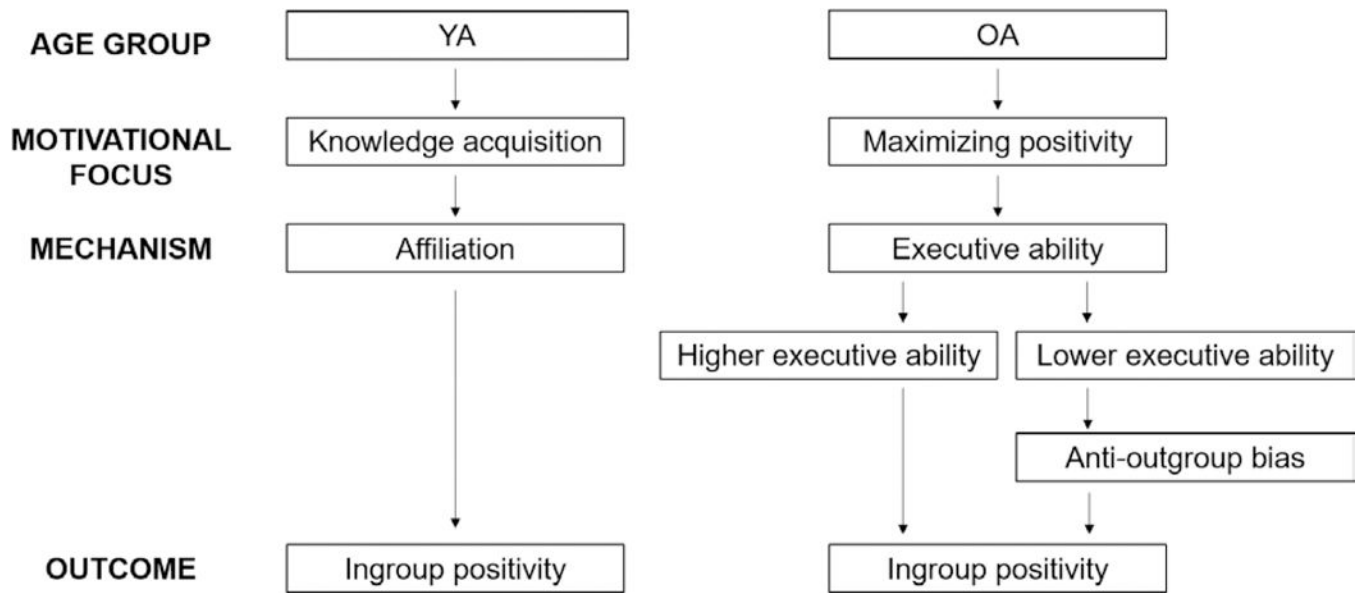 AGE GROUP
YA
OA
MOTIVATIONAL
FOCUS
Knowledge acquisition
Maximizing positivity
MECHANISM
Affiliation
Executive ability
Higher executive ability
Lower executive ability
Anti-outgroup bias
OUTCOME
Ingroup positivity
Ingroup positivity